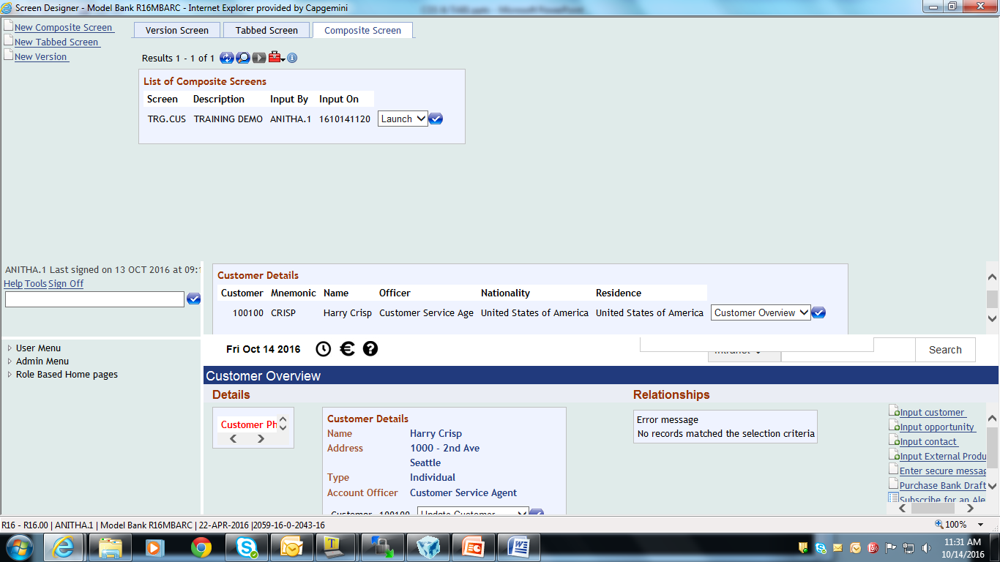 Screen Designer - Model Bank R16MBARC - Internet Explorer provided by Capgemini
New Composite Screen
New Tabbed Screen
New Version
Version Screen Tabbed Screen Composite Screen
Results 1 - 1 of 1
List of Composite Screens
Screen Description Input By Input On
TRG.CUS TRAINING DEMO ANITHA.1 1610141120 Launch
ANITHA.1 Last signed on 13 OCT 2016 at 09:
Help Tools Sign Off
Customer Details
Customer Mnemonic Name Officer Nationality Residence
100100 CRISP Harry Crisp Customer Service Age United States of America United States of America Customer Overview
User Menu
Admin Menu
Role Based Home pages
Fri Oct 14 2016
Intranet Search
Customer Overview
Details
Relationships
Customer Ph
Customer Details
Name Harry Crisp
Address 1000 - 2nd Ave
Seattle
Type Individual
Account Officer Customer Service Agent
Customer 100100 Update Customer
Error message
No records matched the selection criteria
Input customer
Input opportunity
Input contact
Input External Produ
Enter secure messag
Purchase Bank Draft
Subscribe for an Ale
R16 - R16.00 | ANITHA.1 | Model Bank R16MBARC | 22-APR-2016 |2059-16-0-2043-16
100%
11:31 AM
10/14/2016